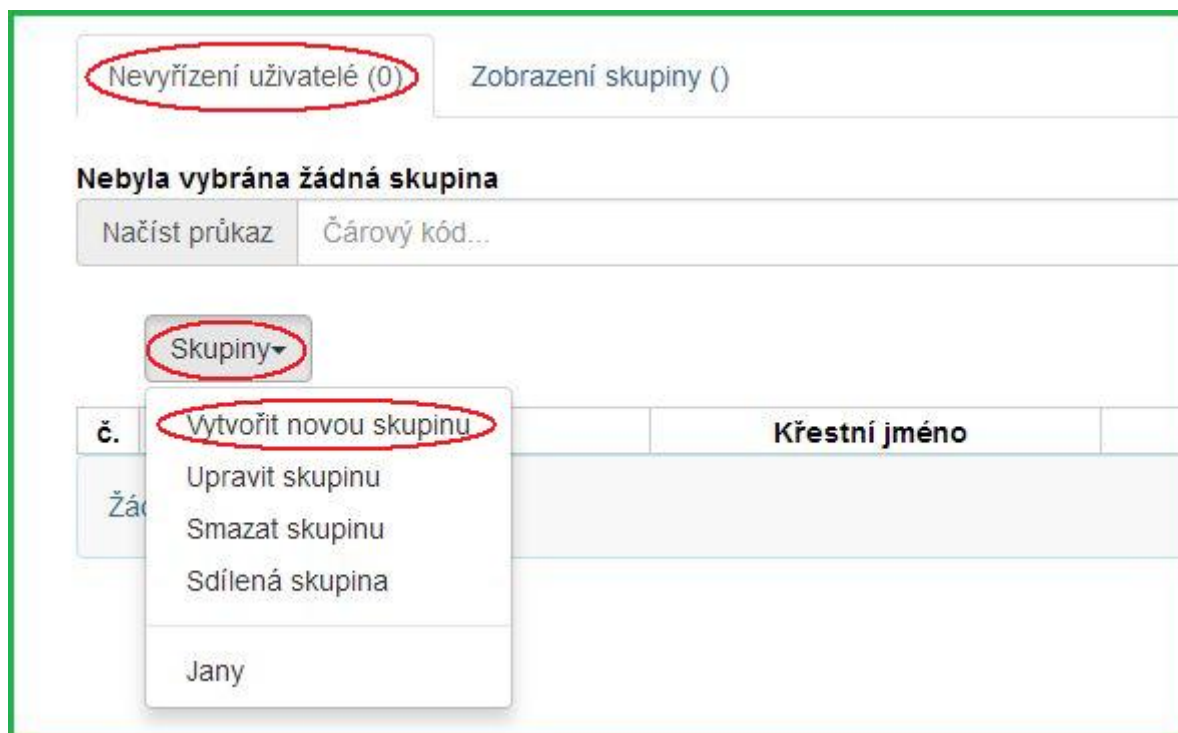 Nevyřízení uživatelé (0) Zobrazení skupiny ()
Nebyla vybrána žádná skupina
Načíst průkaz Čárový kód...
Skupiny
č. Vytvořit novou skupinu Křestní jméno
Upravit skupinu
Smazat skupinu
Sdílená skupina
Jany